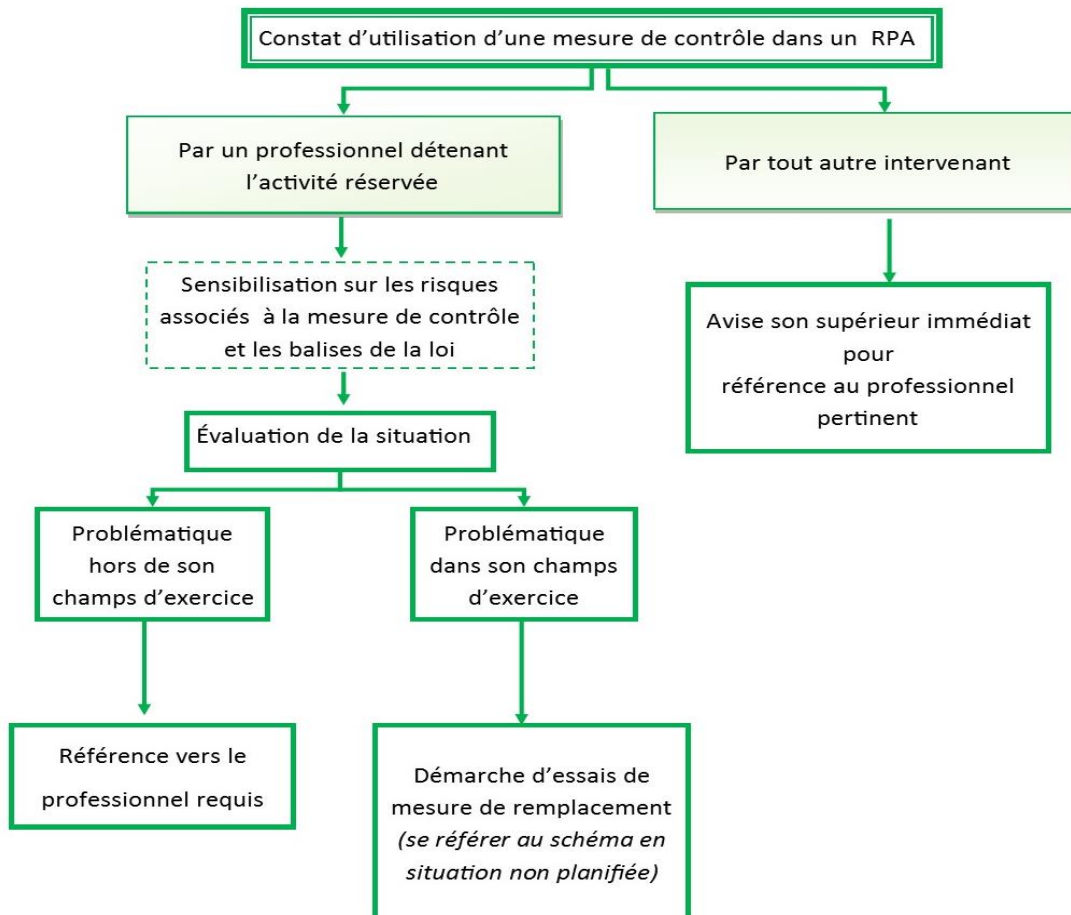 Constat d’utilisation d’une mesure de contrôle dans un RPA
Par un professionnel détenant
l’activité réservée
Par tout autre intervenant
Sensibilisation sur les risques
associés à la mesure de contrôle
et les balises de la loi
Avise son supérieur immédiat
pour
référence au professionnel
pertinent
Évaluation de la situation
Problématique
hors de son
champs d’exercice
Problématique
dans son champs
d’exercice
Référence vers le
professionnel requis
Démarche d’essais de
mesure de remplacement
(se référer au schéma en
situation non planifiée)